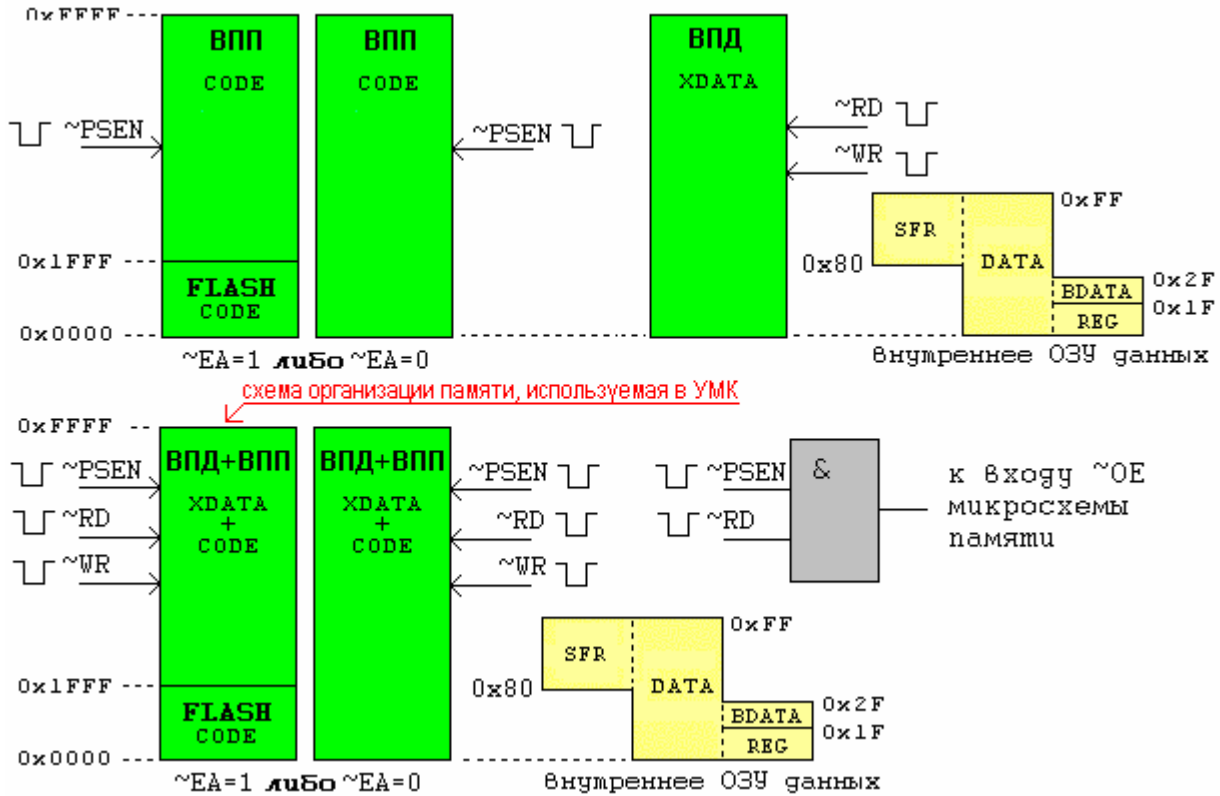 0xFFFF
ВПП ВПП ВПД
CODE CODE XDATA
~PSEN ~PSEN ~RD
~WR
0xFF
SFR
0x1FFF 0x80 DATA
FLASH 0x2F
CODE BDATA 0x1F
0x0000 REG
~EA=1 либо ~EA=0 внутреннее ОЗУ данных
схема организации памяти, используемая в УМК
0xFFFF
ВПД+ВПП ВПД+ВПП & к входу ~OE
~PSEN ~PSEN ~PSEN микросхемы
XDATA XDATA памяти
+ +
CODE CODE
~RD ~RD ~RD
~WR ~WR
0xFF
SFR
0x1FFF 0x80 DATA
FLASH 0x2F
CODE BDATA 0x1F
REG
0x0000
~EA=1 либо ~EA=0 внутреннее ОЗУ данных